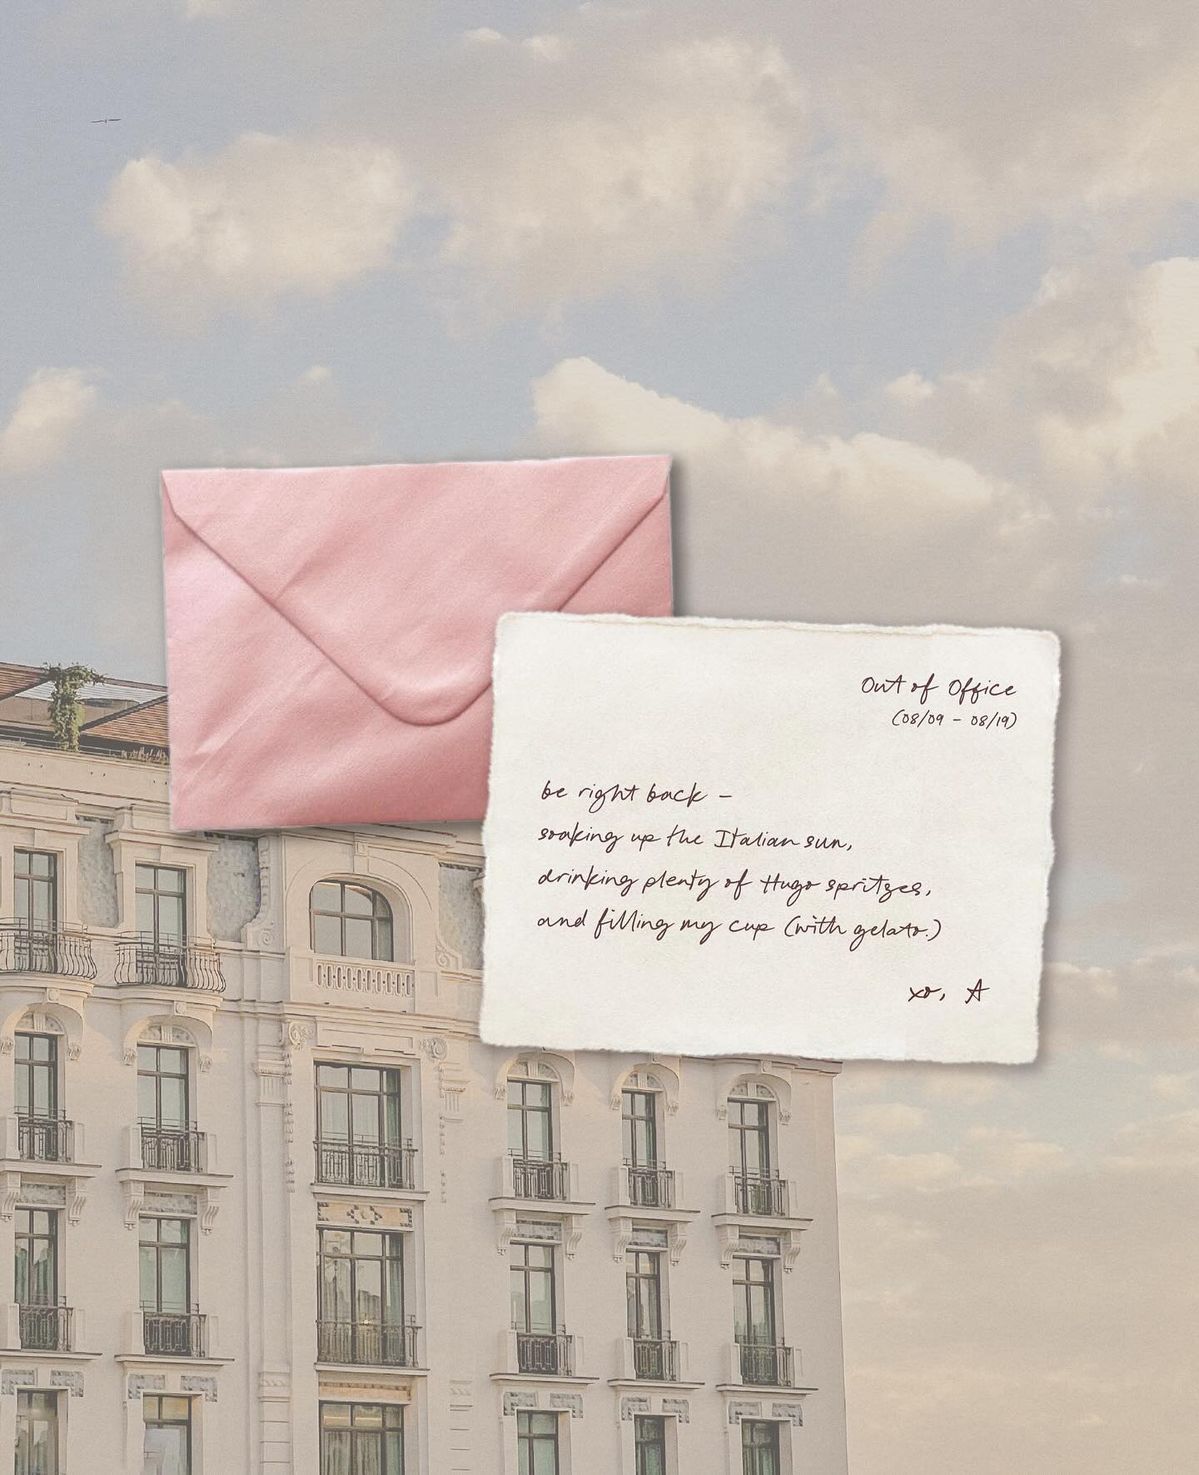 Out of Office
(08/09 - 08/19)
be right back –
soaking up the Italian sun,
drinking plenty of Hugo spritzes,
and filling my cup (with gelato.)
xo, A